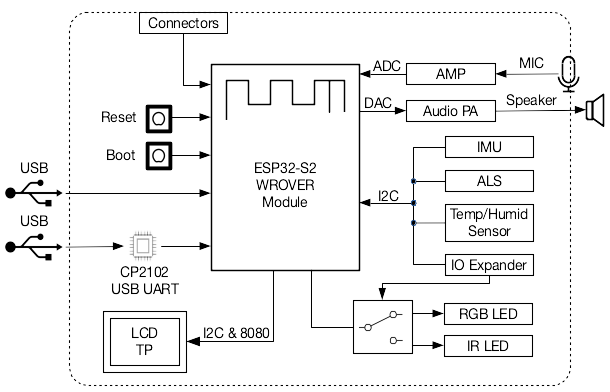 Connectors
ADC
AMP
MIC
DAC
Audio PA
Speaker
Reset
Boot
ESP32-S2
WROVER
Module
IMU
ALS
I2C
Temp/Humid
Sensor
IO Expander
USB
USB
CP2102
USB UART
LCD
TP
I2C & 8080
RGB LED
IR LED